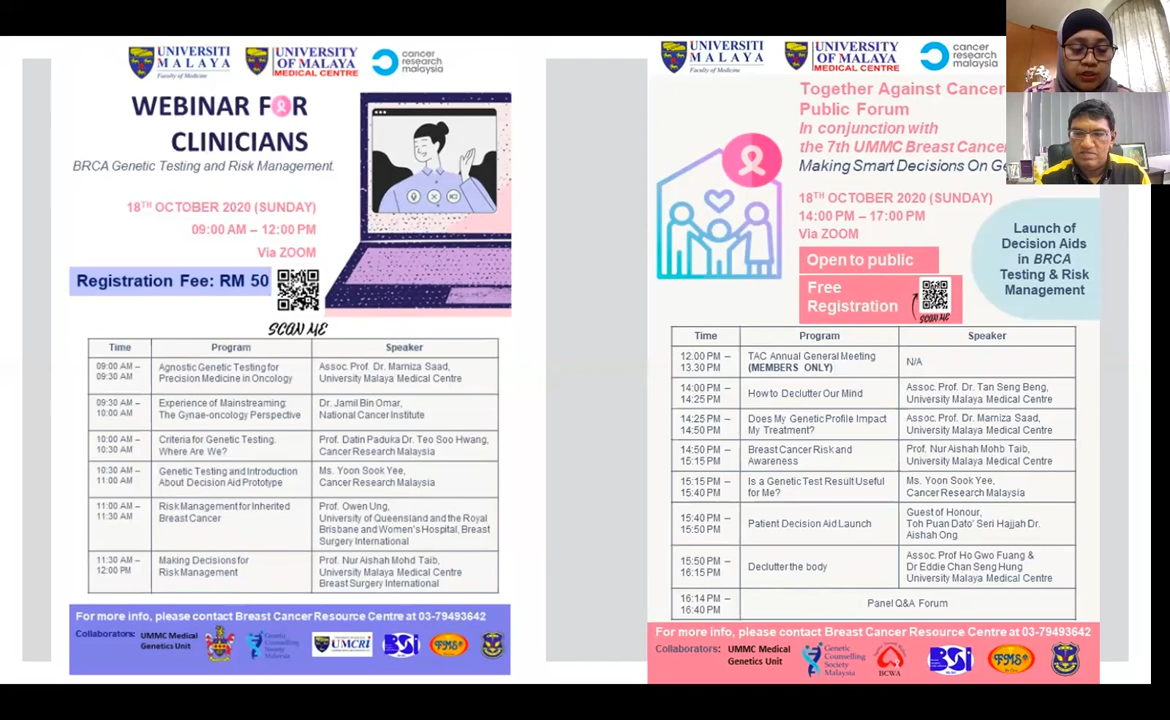 UNIVERSITI
MALAYA
Faculty of Medicine
UNIVERSITY
OF MALAYA
MEDICAL CENTRE
cancer
research
malaysia
WEBINAR FOR
CLINICIANS
BRCA Genetic Testing and Risk Management.
18TH OCTOBER 2020 (SUNDAY)
09:00 AM – 12:00 PM
Via ZOOM
Registration Fee: RM 50
SCAN ME
Time Program Speaker
09:00 AM – 09:30 AM
Agnostic Genetic Testing for
Precision Medicine in Oncology
Assoc. Prof. Dr. Marniza Saad,
University Malaya Medical Centre
09:30 AM – 10:00 AM
Experience of Mainstreaming:
The Gynae-oncology Perspective
Dr. Jamil Bin Omar,
National Cancer Institute
10:00 AM – 10:30 AM
Criteria for Genetic Testing.
Where Are We?
Prof. Datin Paduka Dr. Teo Soo Hwang,
Cancer Research Malaysia
10:30 AM – 11:00 AM
Genetic Testing and Introduction
About Decision Aid Prototype
Ms. Yoon Sook Yee,
Cancer Research Malaysia
11:00 AM – 11:30 AM
Risk Management for Inherited
Breast Cancer
Prof. Owen Ung,
University of Queensland and the Royal
Brisbane and Women's Hospital, Breast
Surgery International
11:30 AM – 12:00 PM
Making Decisions for
Risk Management
Prof. Nur Aishah Mohd Taib,
University Malaya Medical Centre
Breast Surgery International
For more info, please contact Breast Cancer Resource Centre at 03-79493642
Collaborators:
UMMC Medical
Genetics Unit
Genetic
Counselling
Society
Malaysia
UMCRi
BSi
FMS
UNIVERSITI
MALAYA
Faculty of Medicine
UNIVERSITY
OF MALAYA
MEDICAL CENTRE
cancer
research
malaysia
Together Against Cancer
Public Forum
In conjunction with
the 7th UMMC Breast Cancer
Making Smart Decisions On Ge
18TH OCTOBER 2020 (SUNDAY)
14:00 PM – 17:00 PM
Via ZOOM
Open to public
Free
Registration
SCAN ME
Launch of
Decision Aids
in BRCA
Testing & Risk
Management
Time Program Speaker
12.00 PM – 13.30 PM
TAC Annual General Meeting
(MEMBERS ONLY)
N/A
14:00 PM – 14:25 PM
How to Declutter Our Mind
Assoc. Prof. Dr. Tan Seng Beng,
University Malaya Medical Centre
14:25 PM – 14:50 PM
Does My Genetic Profile Impact
My Treatment?
Assoc. Prof. Dr. Marniza Saad,
University Malaya Medical Centre
14:50 PM – 15:15 PM
Breast Cancer Risk and
Awareness
Prof. Nur Aishah Mohb Taib,
University Malaya Medical Centre
15:15 PM – 15:40 PM
Is a Genetic Test Result Useful
for Me?
Ms. Yoon Sook Yee,
Cancer Research Malaysia
15:40 PM – 15:50 PM
Patient Decision Aid Launch
Guest of Honour,
Toh Puan Dato' Seri Hajjah Dr.
Aishah Ong
15:50 PM – 16:15 PM
Declutter the body
Assoc. Prof Ho Gwo Fuang &
Dr Eddie Chan Seng Hung
University Malaya Medical Centre
16:14 PM – 16:40 PM
Panel Q&A Forum
For more info, please contact Breast Cancer Resource Centre at 03-79493642
Collaborators:
UMMC Medical
Genetics Unit
Genetic
Counselling
Society
Malaysia
BCWA
BSi
FMS